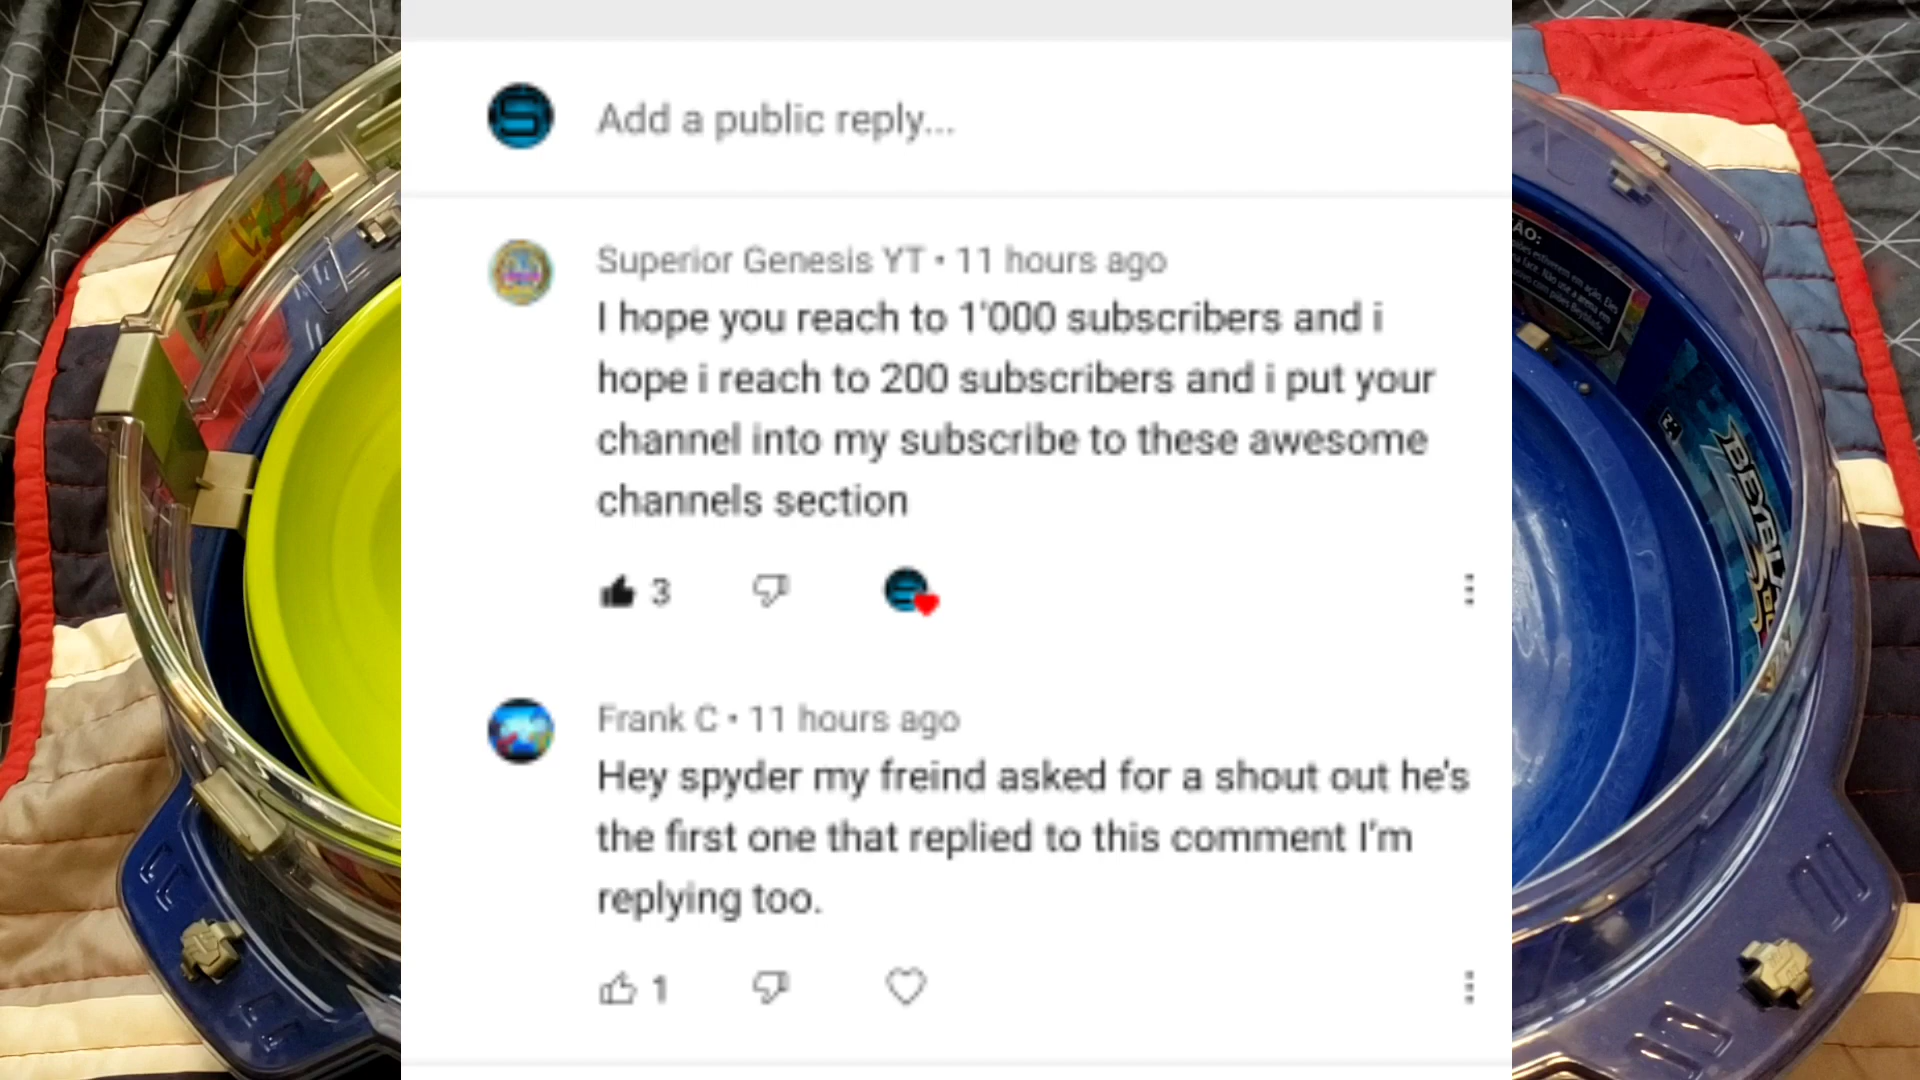 Add a public reply...
Superior Genesis YT • 11 hours ago
I hope you reach to 1'000 subscribers and i
hope i reach to 200 subscribers and i put your
channel into my subscribe to these awesome
channels section
3
Frank C • 11 hours ago
Hey spyder my freind asked for a shout out he's
the first one that replied to this comment I'm
replying too.
1
ÃO: